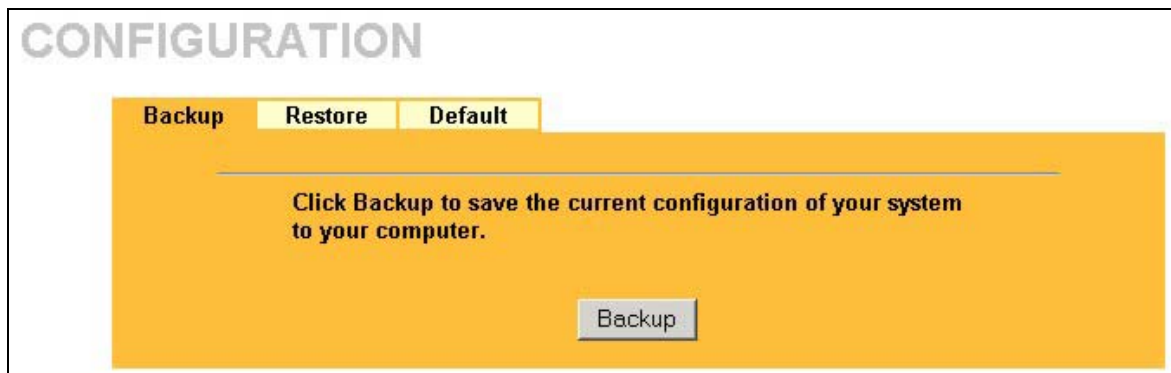 CONFIGURATION
Backup Restore Default
Click Backup to save the current configuration of your system
to your computer.
Backup